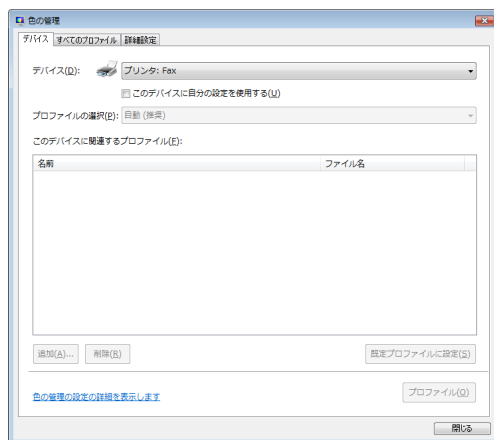 色の管理
デバイス すべてのプロファイル 詳細設定
デバイス(D): プリンタ: Fax
このデバイスに自分の設定を使用する(U)
プロファイルの選択(P): 自動 (推奨)
このデバイスに関連するプロファイル(F):
名前 ファイル名
追加(A)... 削除(R) 既定プロファイルに設定(S)
色の管理の設定の詳細を表示します プロファイル(O)
閉じる